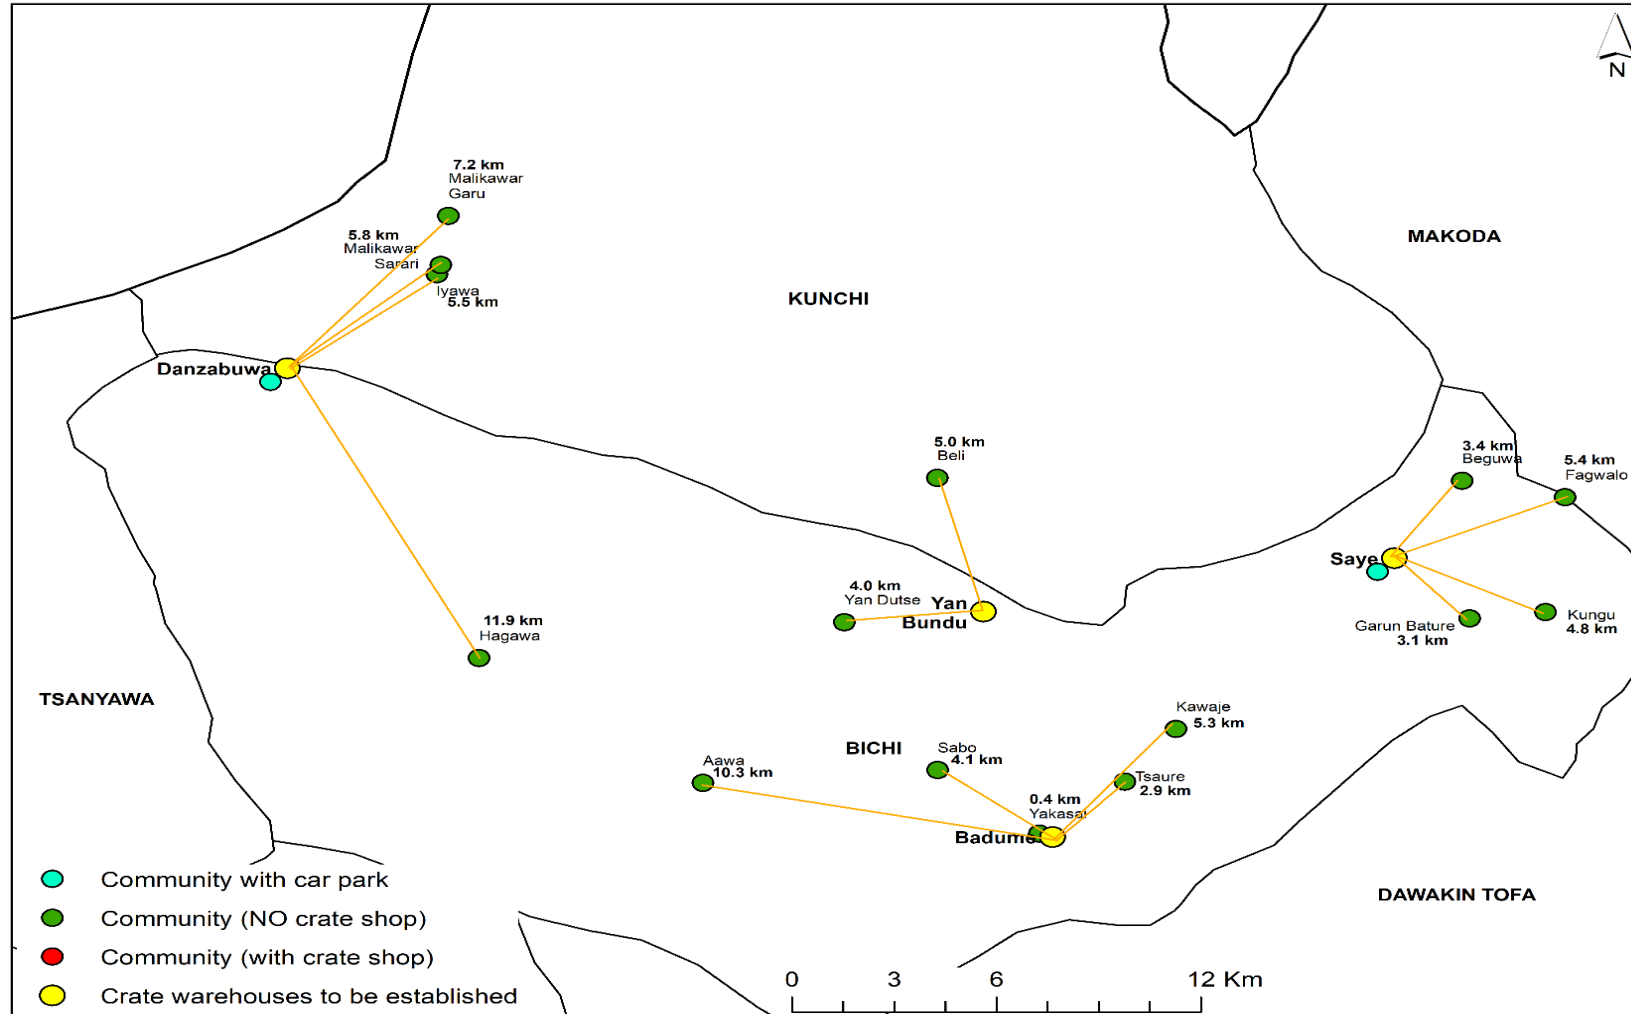 N
7.2 km
Malikawar
Garu
5.8 km
Malikawar
Sarari
Iyawa
5.5 km
MAKODA
KUNCHI
Danzabuwa
5.0 km
Beli
3.4 km
Beguwa
5.4 km
Fagwalo
Saye
4.0 km
Yan Dutse
Yan
Bundu
11.9 km
Hagawa
Garun Bature
3.1 km
Kungu
4.8 km
TSANYAWA
Kawaje
5.3 km
BICHI
Sabo
4.1 km
Aawa
10.3 km
Tsaure
2.9 km
0.4 km
Yakasai
Badume
Community with car park
Community (NO crate shop)
Community (with crate shop)
Crate warehouses to be established
DAWAKIN TOFA
0 3 6 12 Km